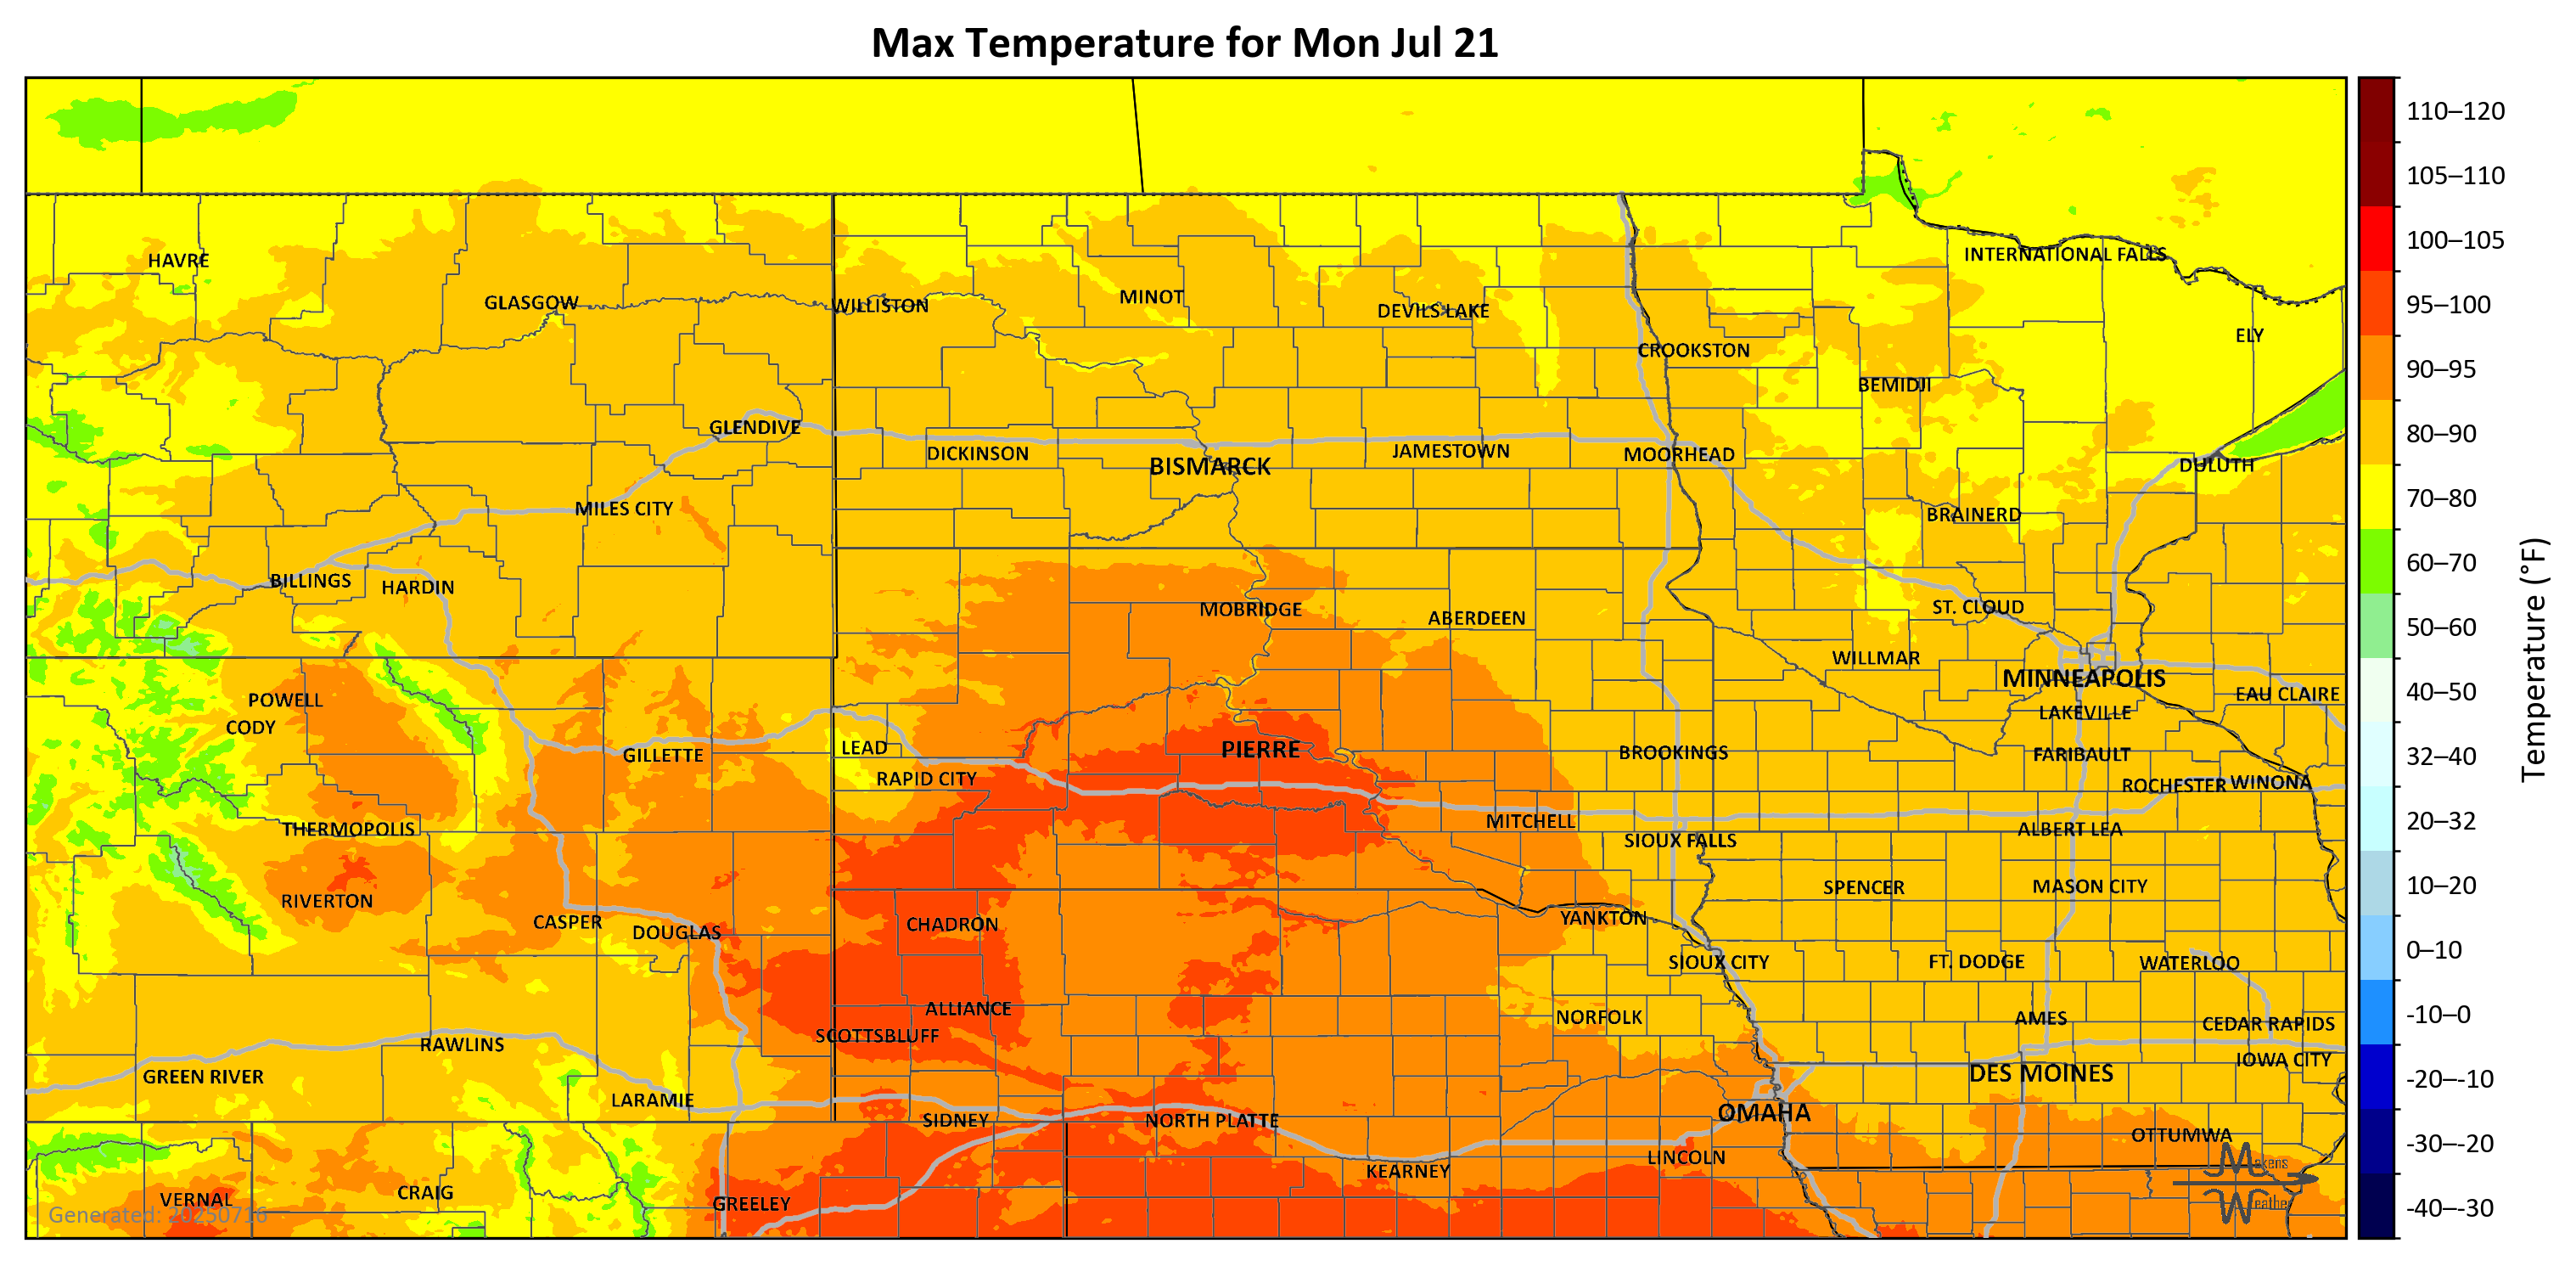 Max Temperature for Mon Jul 21
HAVRE
GLASGOW
WILLISTON
MINOT
DEVILS LAKE
CROOKSTON
INTERNATIONAL FALLS
ELY
BEMIDJI
GLENDIVE
DICKINSON
BISMARCK
JAMESTOWN
MOORHEAD
DULUTH
MILES CITY
BRAINERD
BILLINGS
HARDIN
MOBRIDGE
ABERDEEN
ST. CLOUD
WILLMAR
MINNEAPOLIS
EAU CLAIRE
POWELL
CODY
LAKEVILLE
GILLETTE
LEAD
RAPID CITY
PIERRE
BROOKINGS
FARIBAULT
ROCHESTER
WINONA
THERMOPOLIS
MITCHELL
SIOUX FALLS
ALBERT LEA
RIVERTON
CASPER
DOUGLAS
CHADRON
YANKTON
SPENCER
MASON CITY
SIOUX CITY
FT. DODGE
WATERLOO
ALLIANCE
SCOTTSBLUFF
NORFOLK
AMES
CEDAR RAPIDS
IOWA CITY
RAWLINS
GREEN RIVER
DES MOINES
LARAMIE
SIDNEY
NORTH PLATTE
OMAHA
OTTUMWA
KEARNEY
LINCOLN
VERNAL
CRAIG
GREELEY
Generated: 20250716
Makens
Weather
110–120
105–110
100–105
95–100
90–95
80–90
70–80
60–70
50–60
40–50
32–40
20–32
10–20
0–10
-10–0
-20–-10
-30–-20
-40–-30
Temperature (°F)